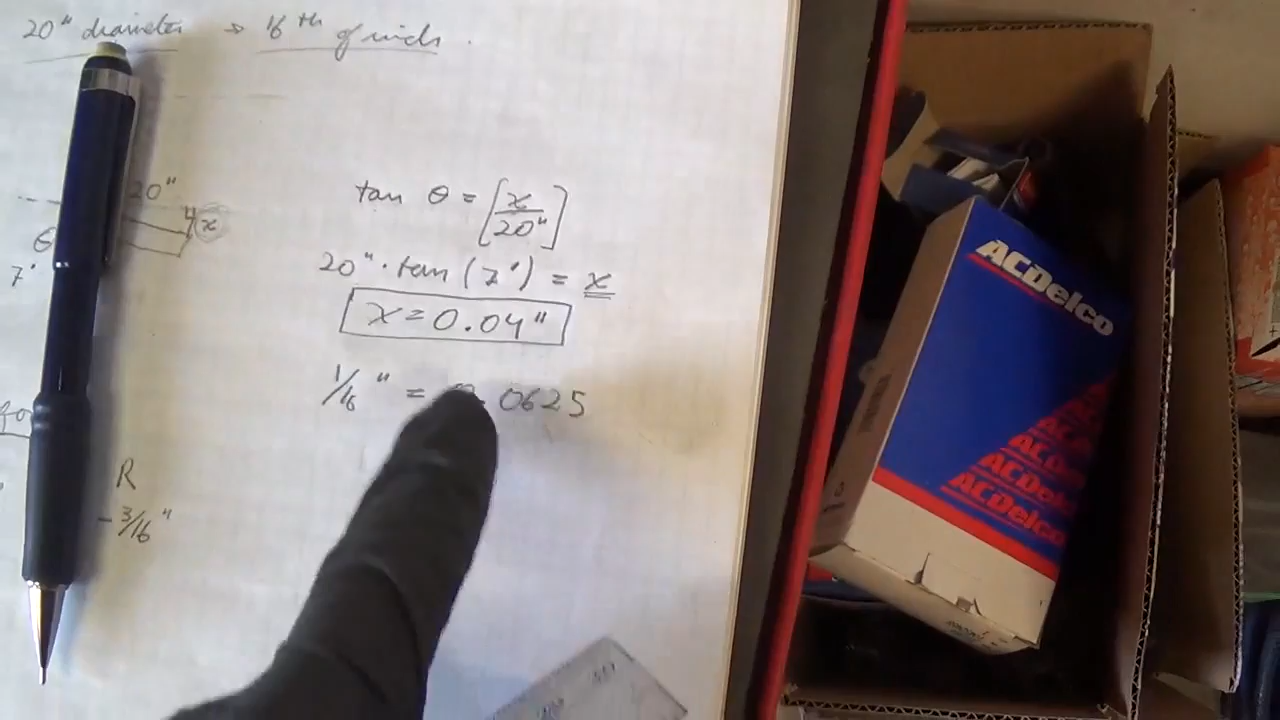 20" diameter → 16th of inch.
20"
x
θ
7'
tan θ = [x/20"]
20" · tan (7') = x
x = 0.04"
1/16" = 0.0625
R
- 3/16"
ACDelco
ACDelco
ACDelco
ACDelco